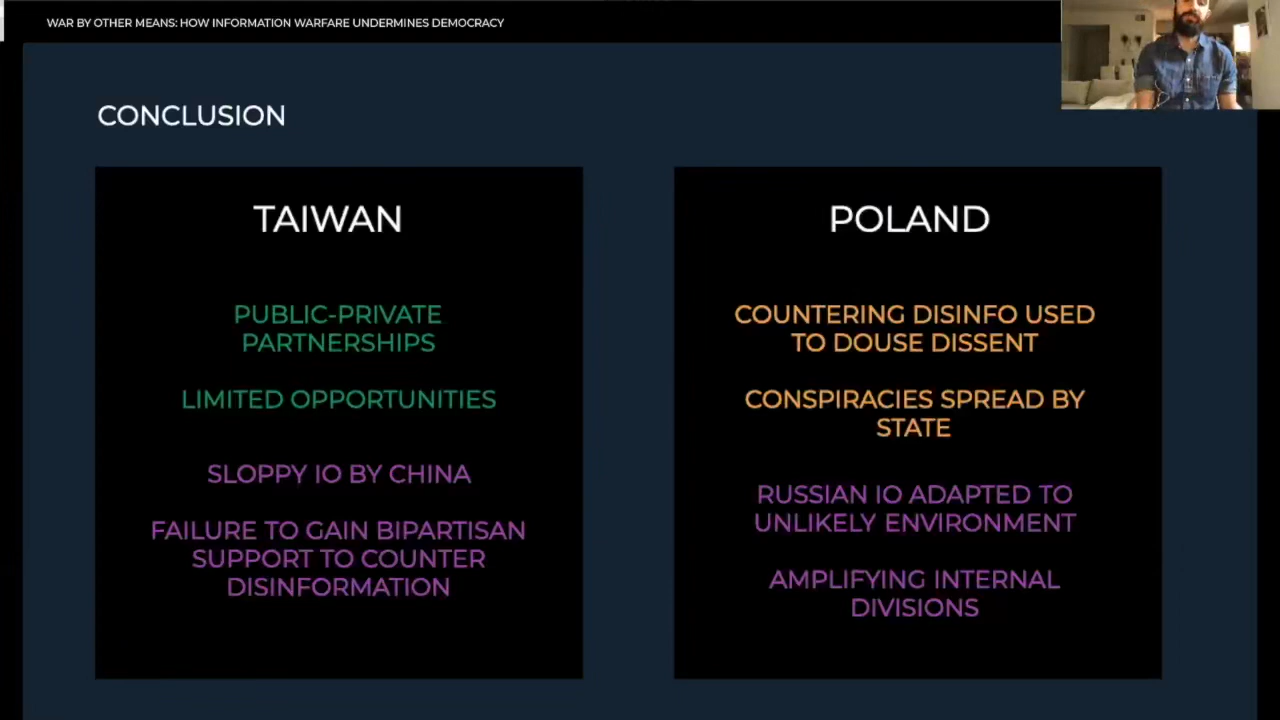 WAR BY OTHER MEANS: HOW INFORMATION WARFARE UNDERMINES DEMOCRACY
CONCLUSION
TAIWAN
PUBLIC-PRIVATE
PARTNERSHIPS
LIMITED OPPORTUNITIES
SLOPPY IO BY CHINA
FAILURE TO GAIN BIPARTISAN
SUPPORT TO COUNTER
DISINFORMATION
POLAND
COUNTERING DISINFO USED
TO DOUSE DISSENT
CONSPIRACIES SPREAD BY
STATE
RUSSIAN IO ADAPTED TO
UNLIKELY ENVIRONMENT
AMPLIFYING INTERNAL
DIVISIONS